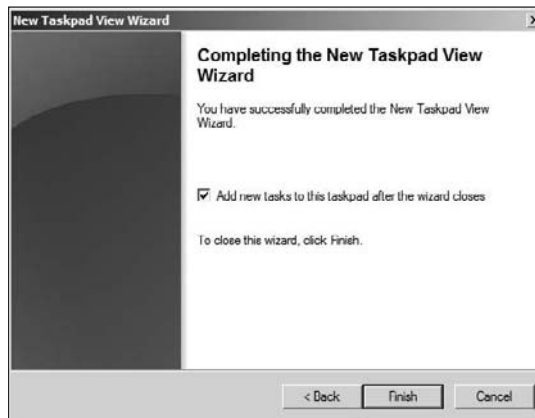 New Taskpad View Wizard
Completing the New Taskpad View
Wizard
You have successfully completed the New Taskpad View
Wizard.
Add new tasks to this taskpad after the wizard closes
To close this wizard, click Finish.
< Back
Finish
Cancel